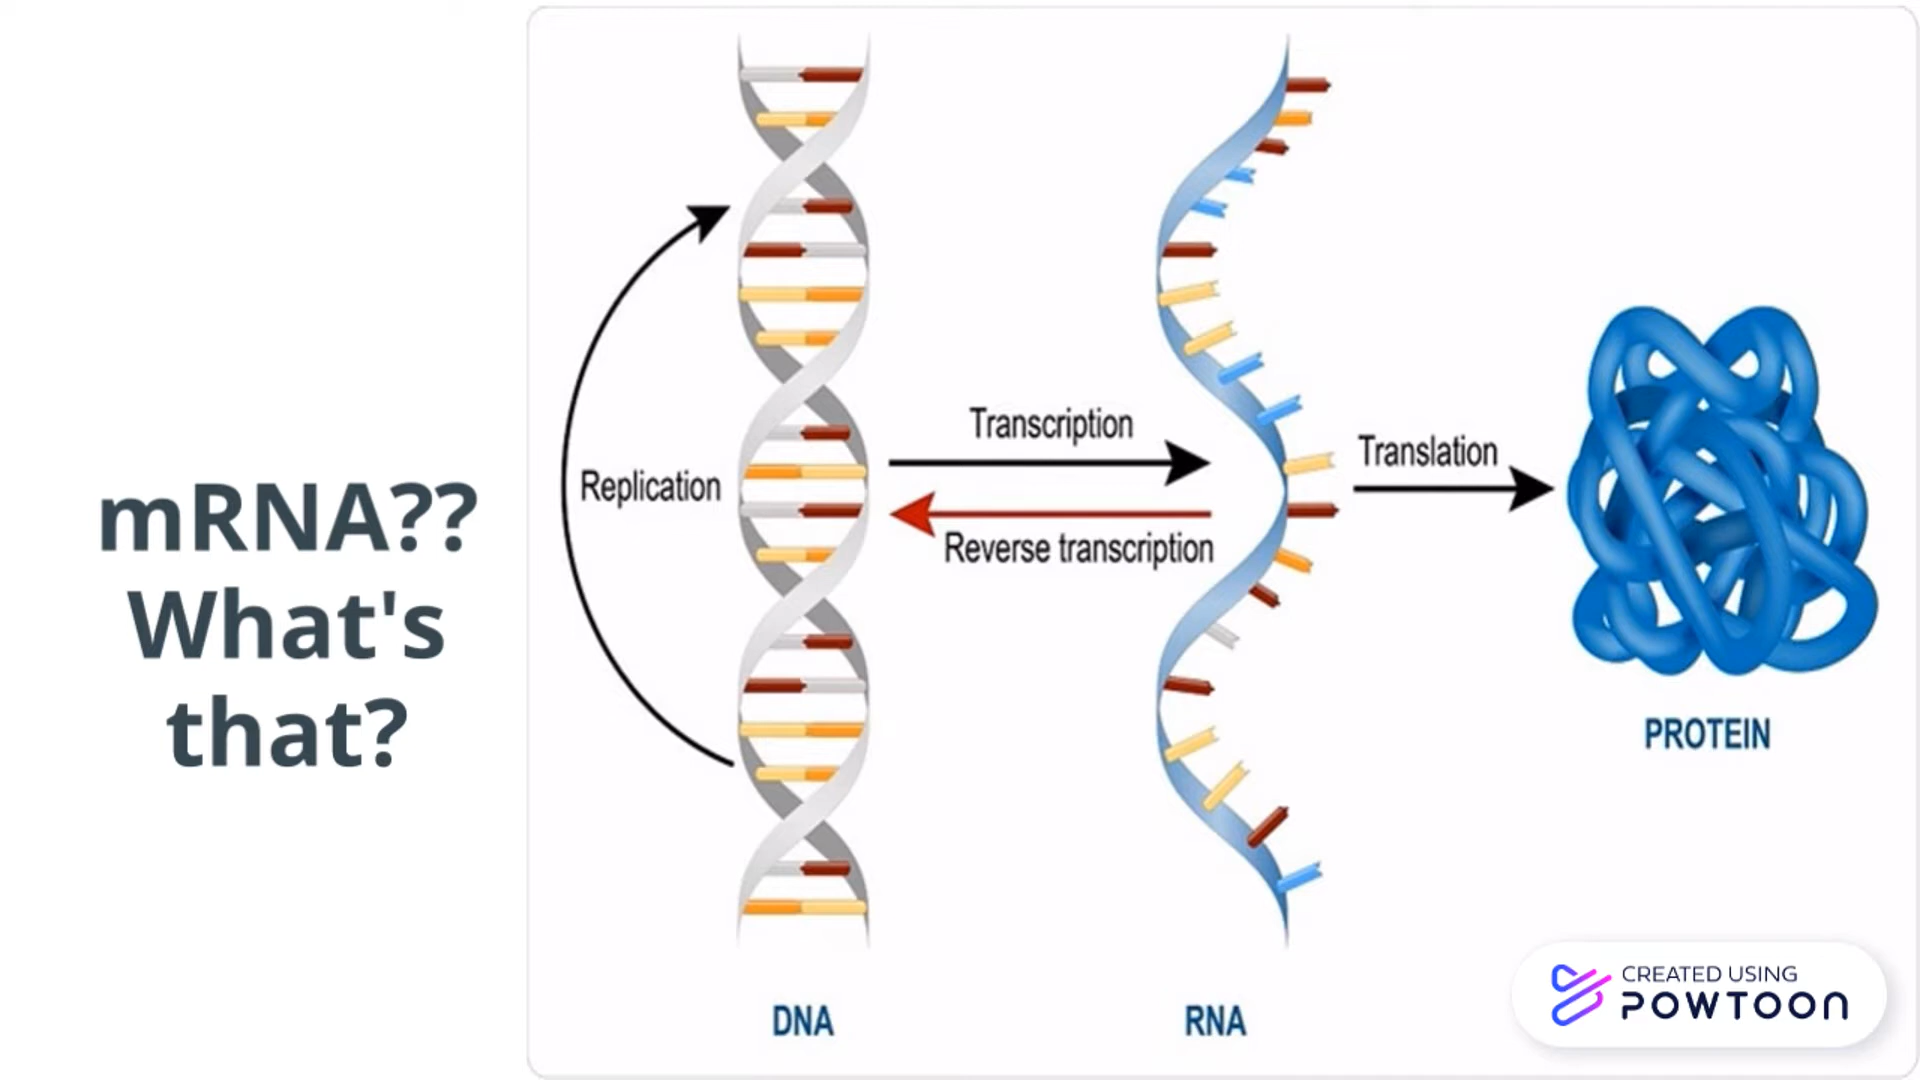 mRNA??
What's
that?
Replication
Transcription
Reverse transcription
Translation
PROTEIN
DNA
RNA
CREATED USING
POWTOON